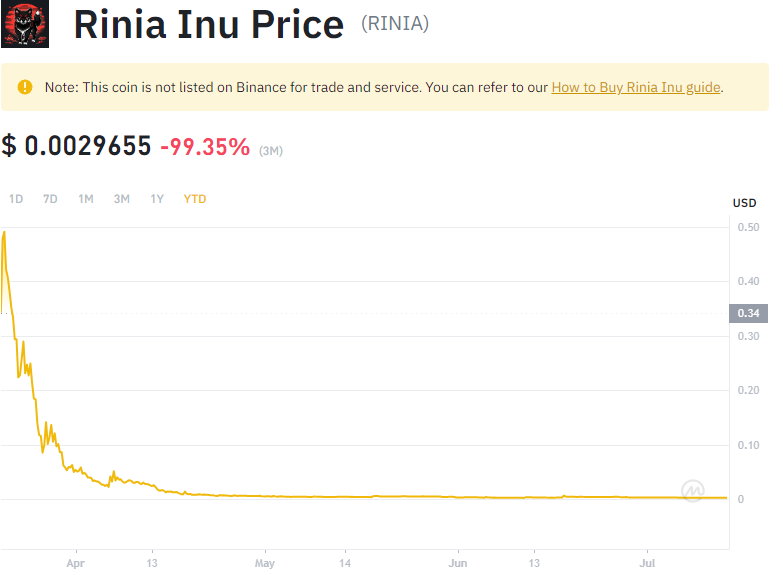 Rinia Inu Price (RINIA)
Note: This coin is not listed on Binance for trade and service. You can refer to our How to Buy Rinia Inu guide.
$ 0.0029655 -99.35% (3M)
1D 7D 1M 3M 1Y YTD
USD
0.50
0.40
0.34
0.30
0.20
0.10
0
Apr 13 May 14 Jun 13 Jul